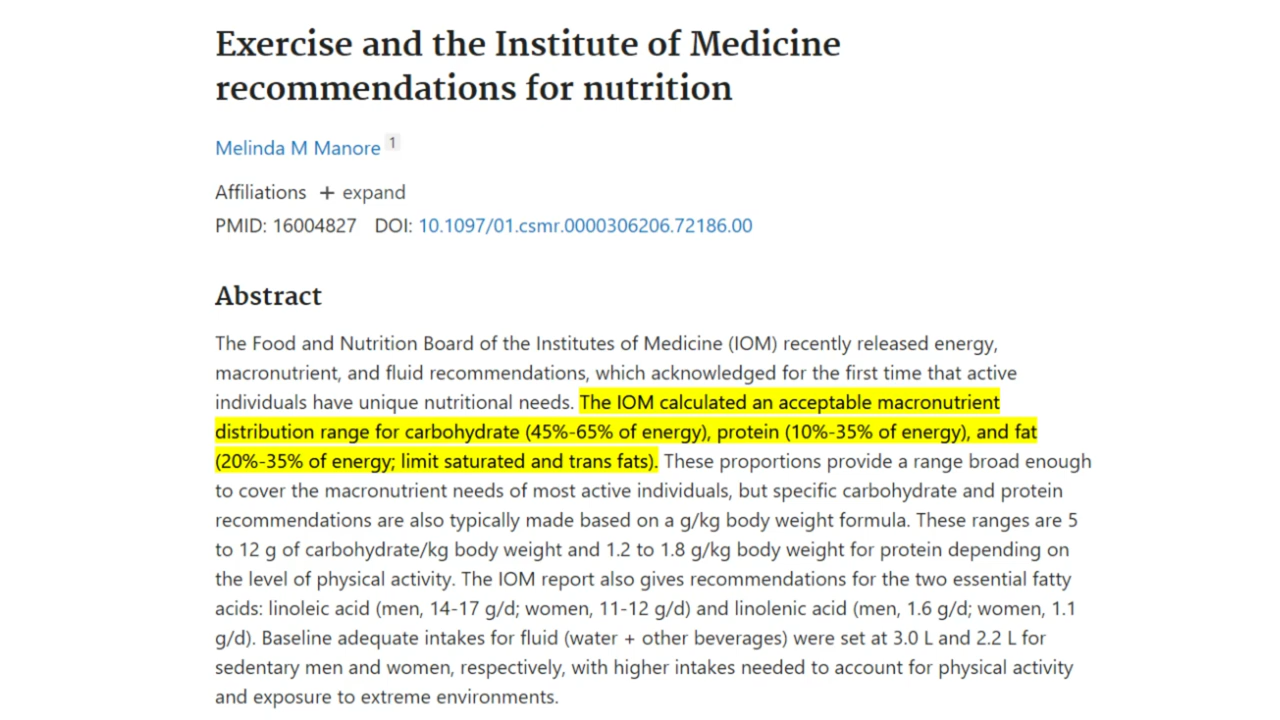 Exercise and the Institute of Medicine
recommendations for nutrition
Melinda M Manore 1
Affiliations + expand
PMID: 16004827 DOI: 10.1097/01.csmr.0000306206.72186.00
Abstract
The Food and Nutrition Board of the Institutes of Medicine (IOM) recently released energy,
macronutrient, and fluid recommendations, which acknowledged for the first time that active
individuals have unique nutritional needs. The IOM calculated an acceptable macronutrient
distribution range for carbohydrate (45%-65% of energy), protein (10%-35% of energy), and fat
(20%-35% of energy; limit saturated and trans fats). These proportions provide a range broad enough
to cover the macronutrient needs of most active individuals, but specific carbohydrate and protein
recommendations are also typically made based on a g/kg body weight formula. These ranges are 5
to 12 g of carbohydrate/kg body weight and 1.2 to 1.8 g/kg body weight for protein depending on
the level of physical activity. The IOM report also gives recommendations for the two essential fatty
acids: linoleic acid (men, 14-17 g/d; women, 11-12 g/d) and linolenic acid (men, 1.6 g/d; women, 1.1
g/d). Baseline adequate intakes for fluid (water + other beverages) were set at 3.0 L and 2.2 L for
sedentary men and women, respectively, with higher intakes needed to account for physical activity
and exposure to extreme environments.